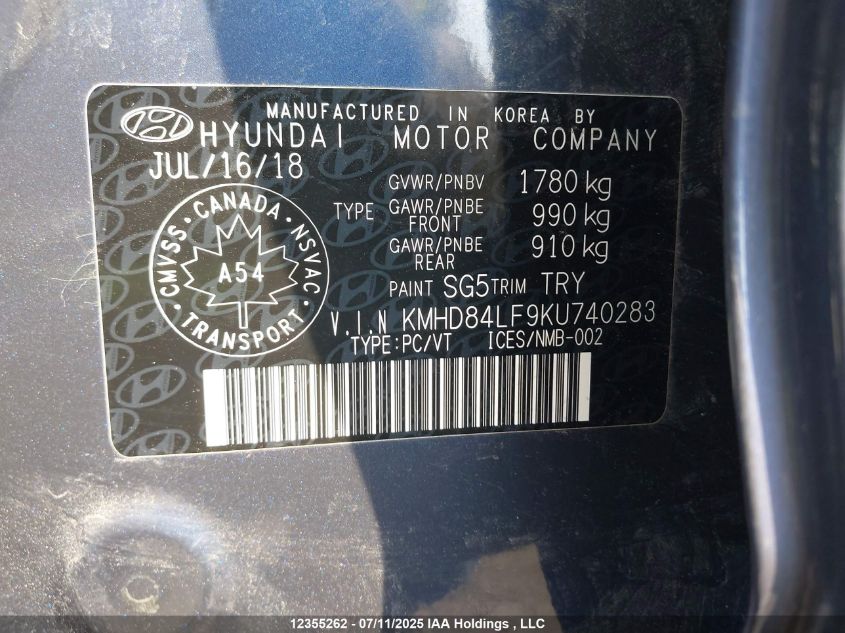 MANUFACTURED IN KOREA BY
HYUNDAI MOTOR COMPANY
JUL/16/18
GVWR/PNBV 1780 kg
TYPE GAWR/PNBE FRONT 990 kg
GAWR/PNBE REAR 910 kg
PAINT SG5 TRIM TRY
V.I.N KMHD84LF9KU740283
TYPE:PC/VT ICES/NMB-002
CMVSS · CANADA · NSVAC
A54
TRANSPORT
12355262 - 07/11/2025 IAA Holdings , LLC